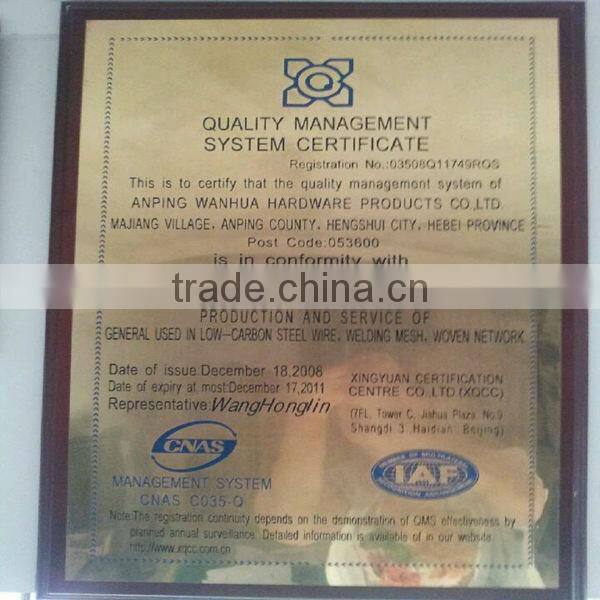 QUALITY MANAGEMENT
SYSTEM CERTIFICATE
Registration No.:03508Q11749ROS
This is to certify that the quality management system of
ANPING WANHUA HARDWARE PRODUCTS CO.,LTD.
MAJIANG VILLAGE, ANPING COUNTY, HENGSHUI CITY, HEBEI PROVINCE
Post Code:053600
is in conformity with
trade.china.cn
PRODUCTION AND SERVICE OF
GENERAL USED IN LOW-CARBON STEEL WIRE, WELDING MESH, WOVEN NETWORK
Date of issue:December 18,2008
Date of expiry at most:December 17,2011
Representative:WangHonglin
XINGYUAN CERTIFICATION
CENTRE CO.,LTD(XQCC)
(7FL, Tower C, Jiahua Plaza, No.9
Shangdi 3, Haidian, Beijing)
CNAS
MANAGEMENT SYSTEM
CNAS C035-Q
MEMBER OF MULTILATERAL
IAF
RECOGNITION ARRANGEMENT
Note:The registration continuity depends on the demonstration of QMS effectiveness by
planned annual surveillance. Detailed information is available of in our website.
http://www.xqcc.com.cn